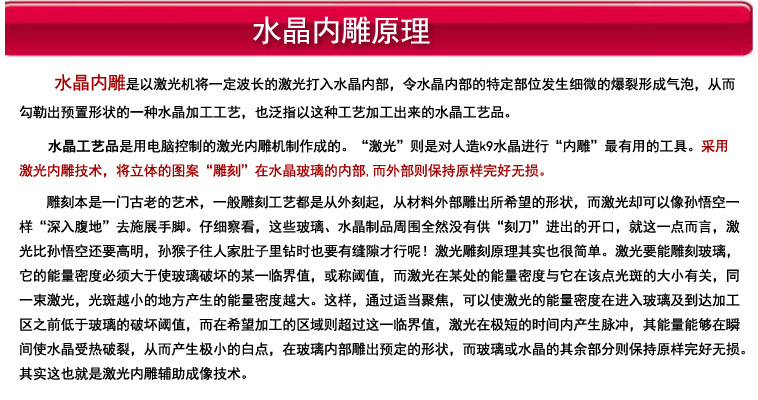 水晶内雕原理
水晶内雕是以激光机将一定波长的激光打入水晶内部，令水晶内部的特定部位发生细微的爆裂形成气泡，从而
勾勒出预置形状的一种水晶加工工艺，也泛指以这种工艺加工出来的水晶工艺品。
水晶工艺品是用电脑控制的激光内雕机制作成的。“激光”则是对人造k9水晶进行“内雕”最有用的工具。采用
激光内雕技术，将立体的图案“雕刻”在水晶玻璃的内部,而外部则保持原样完好无损。
雕刻本是一门古老的艺术，一般雕刻工艺都是从外刻起，从材料外部雕出所希望的形状，而激光却可以像孙悟空一
样“深入腹地”去施展手脚。仔细察看，这些玻璃、水晶制品周围全然没有供“刻刀”进出的开口，就这一点而言，激
光比孙悟空还要高明，孙猴子往人家肚子里钻时也要有缝隙才行呢！激光雕刻原理其实也很简单。激光要能雕刻玻璃，
它的能量密度必须大于使玻璃破坏的某一临界值，或称阈值，而激光在某处的能量密度与它在该点光斑的大小有关，同
一束激光，光斑越小的地方产生的能量密度越大。这样，通过适当聚焦，可以使激光的能量密度在进入玻璃及到达加工
区之前低于玻璃的破坏阈值，而在希望加工的区域则超过这一临界值，激光在极短的时间内产生脉冲，其能量能够在瞬
间使水晶受热破裂，从而产生极小的白点，在玻璃内部雕出预定的形状，而玻璃或水晶的其余部分则保持原样完好无损。
其实这也就是激光内雕辅助成像技术。